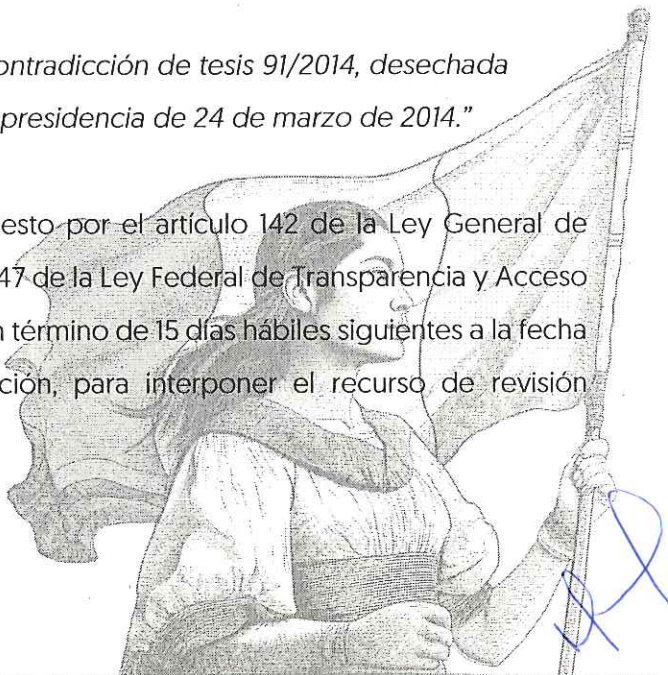 ontradicción de tesis 91/2014, desechada
presidencia de 24 de marzo de 2014."
esto por el artículo 142 de la Ley General de
47 de la Ley Federal de Transparencia y Acceso
n término de 15 días hábiles siguientes a la fecha
ción, para interponer el recurso de revisión